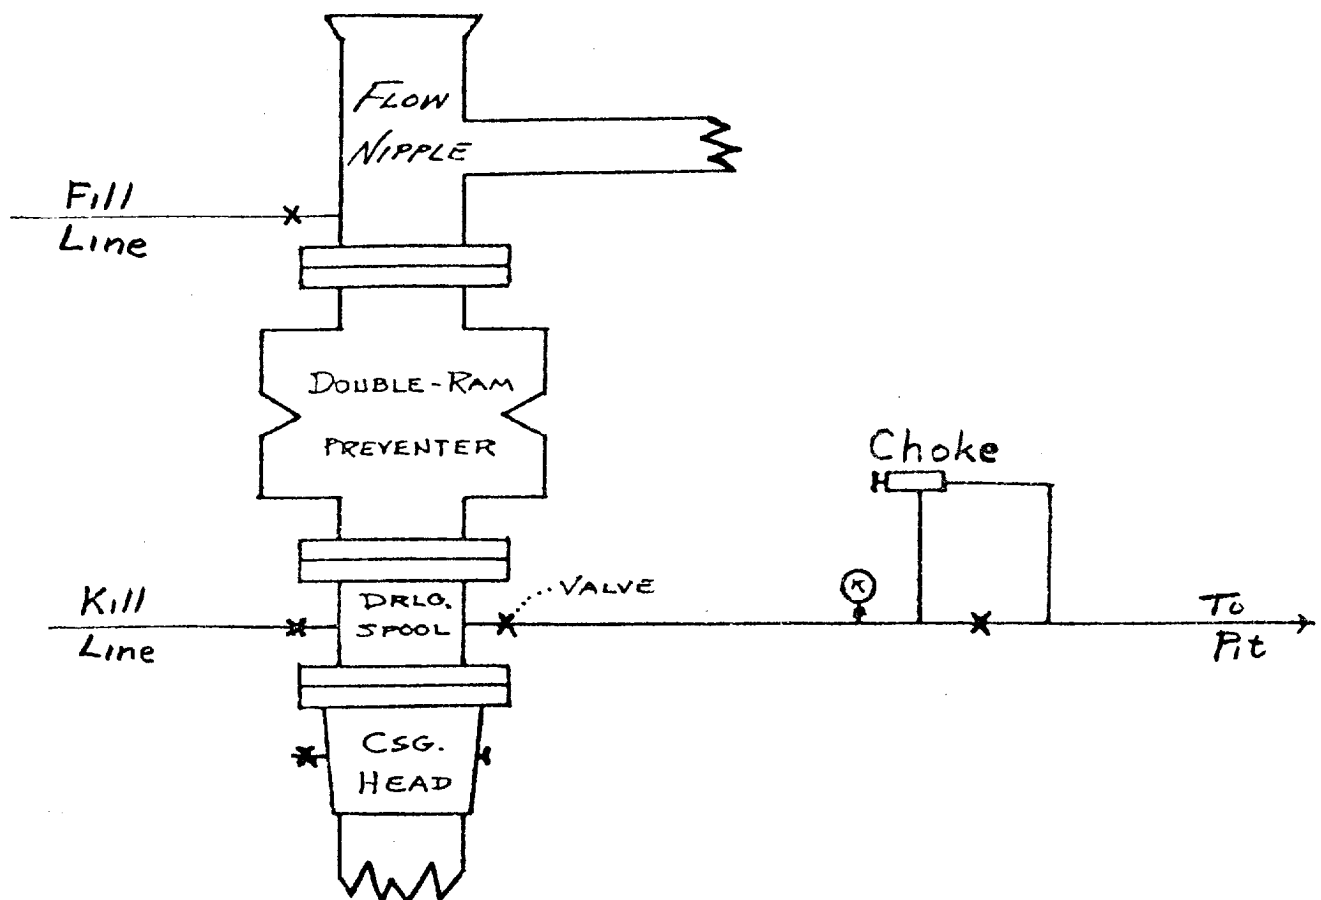 FLOW
NIPPLE
Fill
Line
DOUBLE-RAM
PREVENTER
Choke
Kill
Line
DRLG.
SPOOL
VALVE
To
Pit
CSG.
HEAD